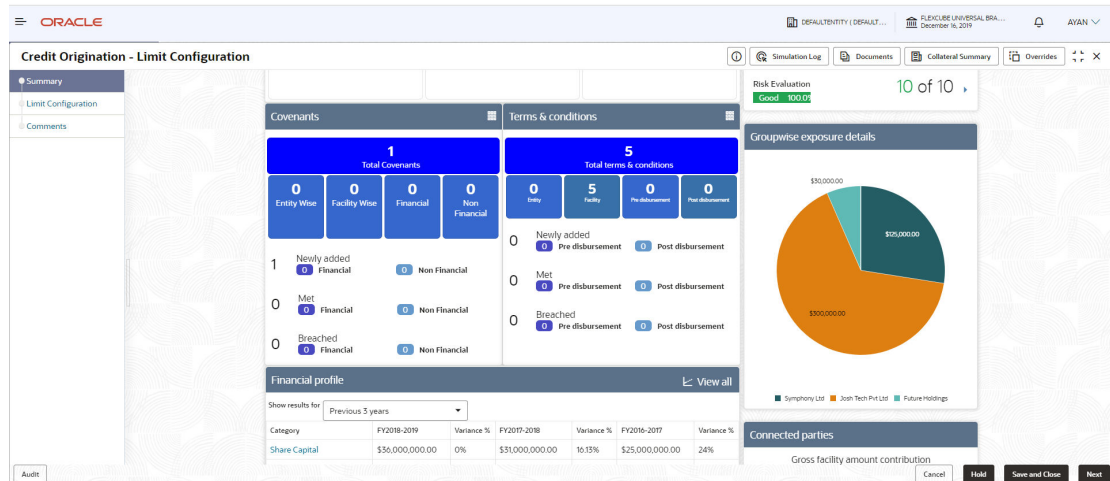 ORACLE
DEFAULTENTITY ( DEFAULT...
FLEXCUBE UNIVERSAL BRA...
December 16, 2019
AYAN
Credit Origination - Limit Configuration
Simulation Log
Documents
Collateral Summary
Overrides
Summary
Limit Configuration
Comments
Risk Evaluation
Good 100.0%
10 of 10
Covenants
1
Total Covenants
0 0 0 0
Entity Wise Facility Wise Financial Non Financial
1 Newly added
0 Financial 0 Non Financial
0 Met
0 Financial 0 Non Financial
0 Breached
0 Financial 0 Non Financial
Terms & conditions
5
Total terms & conditions
0 5 0 0
Entity Facility Pre disbursement Post disbursement
0 Newly added
0 Pre disbursement 0 Post disbursement
0 Met
0 Pre disbursement 0 Post disbursement
0 Breached
0 Pre disbursement 0 Post disbursement
Groupwise exposure details
$30,000.00
$125,000.00
$300,000.00
Symphony Ltd Josh Tech Pvt Ltd Future Holdings
Financial profile
View all
Show results for Previous 3 years
Category FY2018-2019 Variance % FY2017-2018 Variance % FY2016-2017 Variance %
Share Capital $36,000,000.00 0% $31,000,000.00 16.13% $25,000,000.00 24%
Connected parties
Gross facility amount contribution
Audit
Cancel
Hold
Save and Close
Next